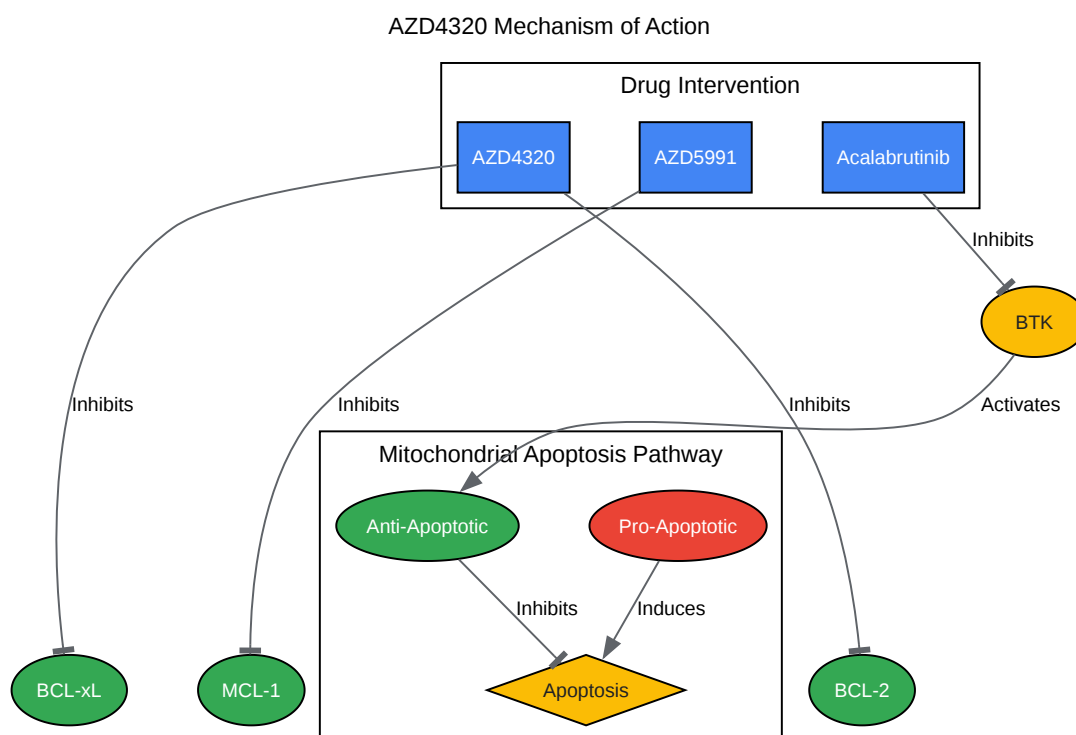 AZD4320 Mechanism of Action
Drug Intervention
AZD4320
AZD5991
Acalabrutinib
Inhibits
BTK
Inhibits
Inhibits
Inhibits
Activates
Mitochondrial Apoptosis Pathway
Anti-Apoptotic
Pro-Apoptotic
Inhibits
Induces
BCL-xL
MCL-1
Apoptosis
BCL-2